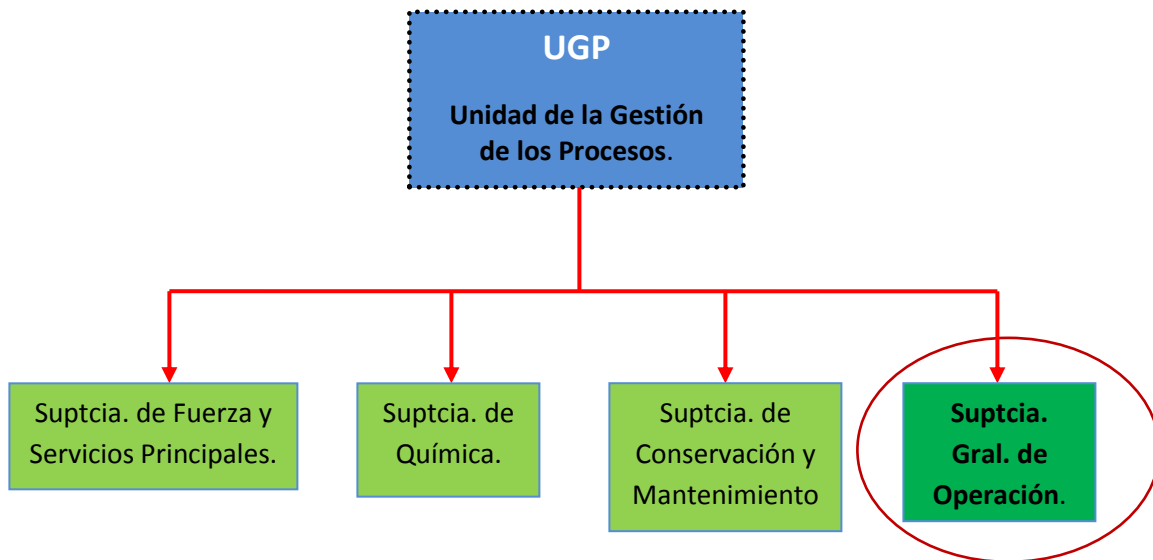 UGP
Unidad de la Gestión
de los Procesos.
Suptcia. de Fuerza y
Servicios Principales.
Suptcia. de
Química.
Suptcia. de
Conservación y
Mantenimiento
Suptcia.
Gral. de
Operación.